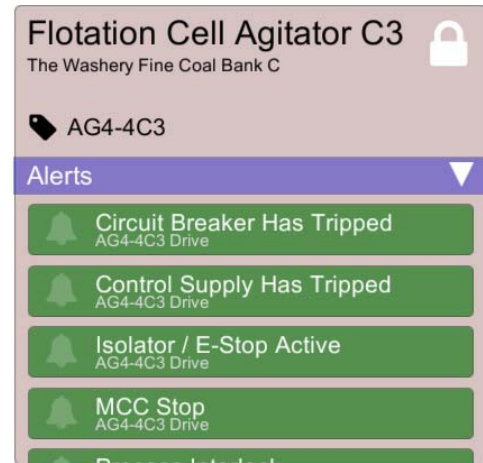 Flotation Cell Agitator C3
The Washery Fine Coal Bank C
AG4-4C3
Alerts
Circuit Breaker Has Tripped
AG4-4C3 Drive
Control Supply Has Tripped
AG4-4C3 Drive
Isolator / E-Stop Active
AG4-4C3 Drive
MCC Stop
AG4-4C3 Drive